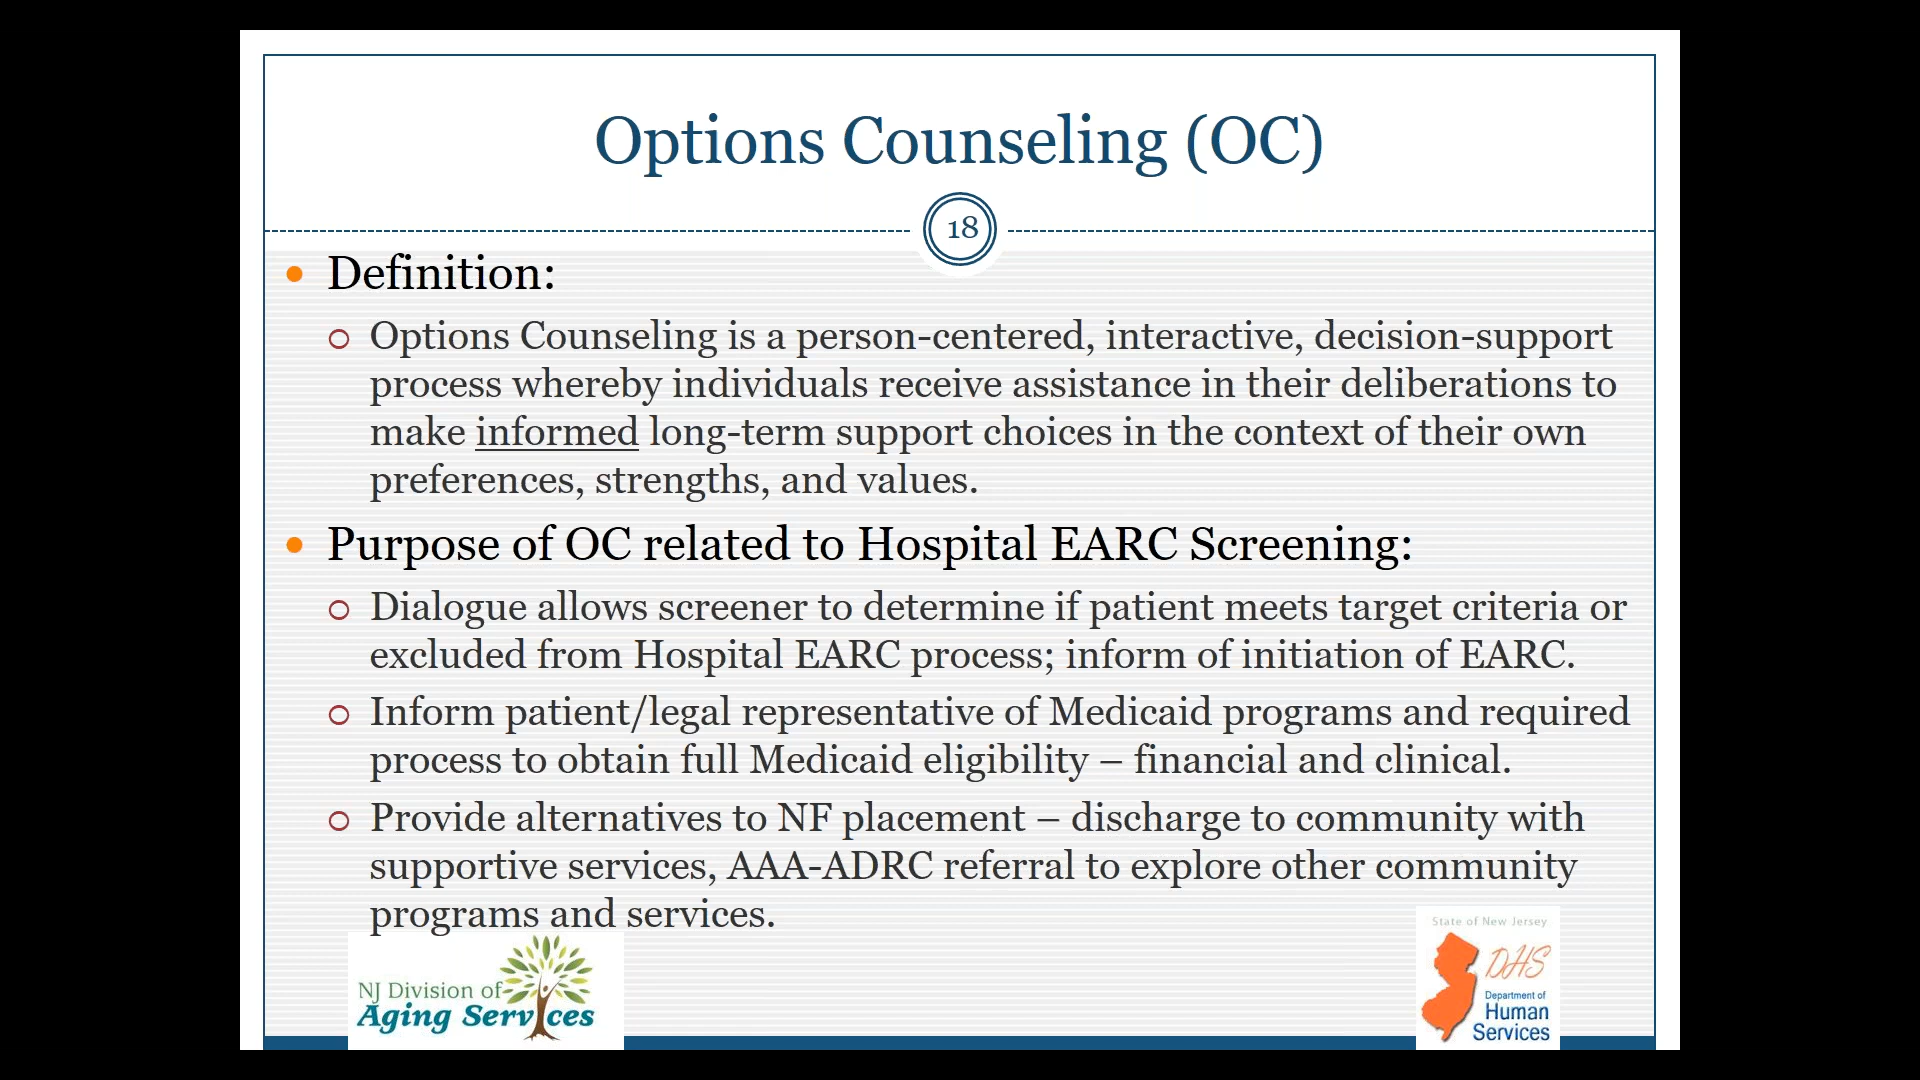 Options Counseling (OC)
18
• Definition:
○ Options Counseling is a person-centered, interactive, decision-support
process whereby individuals receive assistance in their deliberations to
make informed long-term support choices in the context of their own
preferences, strengths, and values.
• Purpose of OC related to Hospital EARC Screening:
○ Dialogue allows screener to determine if patient meets target criteria or
excluded from Hospital EARC process; inform of initiation of EARC.
○ Inform patient/legal representative of Medicaid programs and required
process to obtain full Medicaid eligibility – financial and clinical.
○ Provide alternatives to NF placement – discharge to community with
supportive services, AAA-ADRC referral to explore other community
programs and services.
NJ Division of
Aging Services
State of New Jersey
DHS
Department of
Human
Services